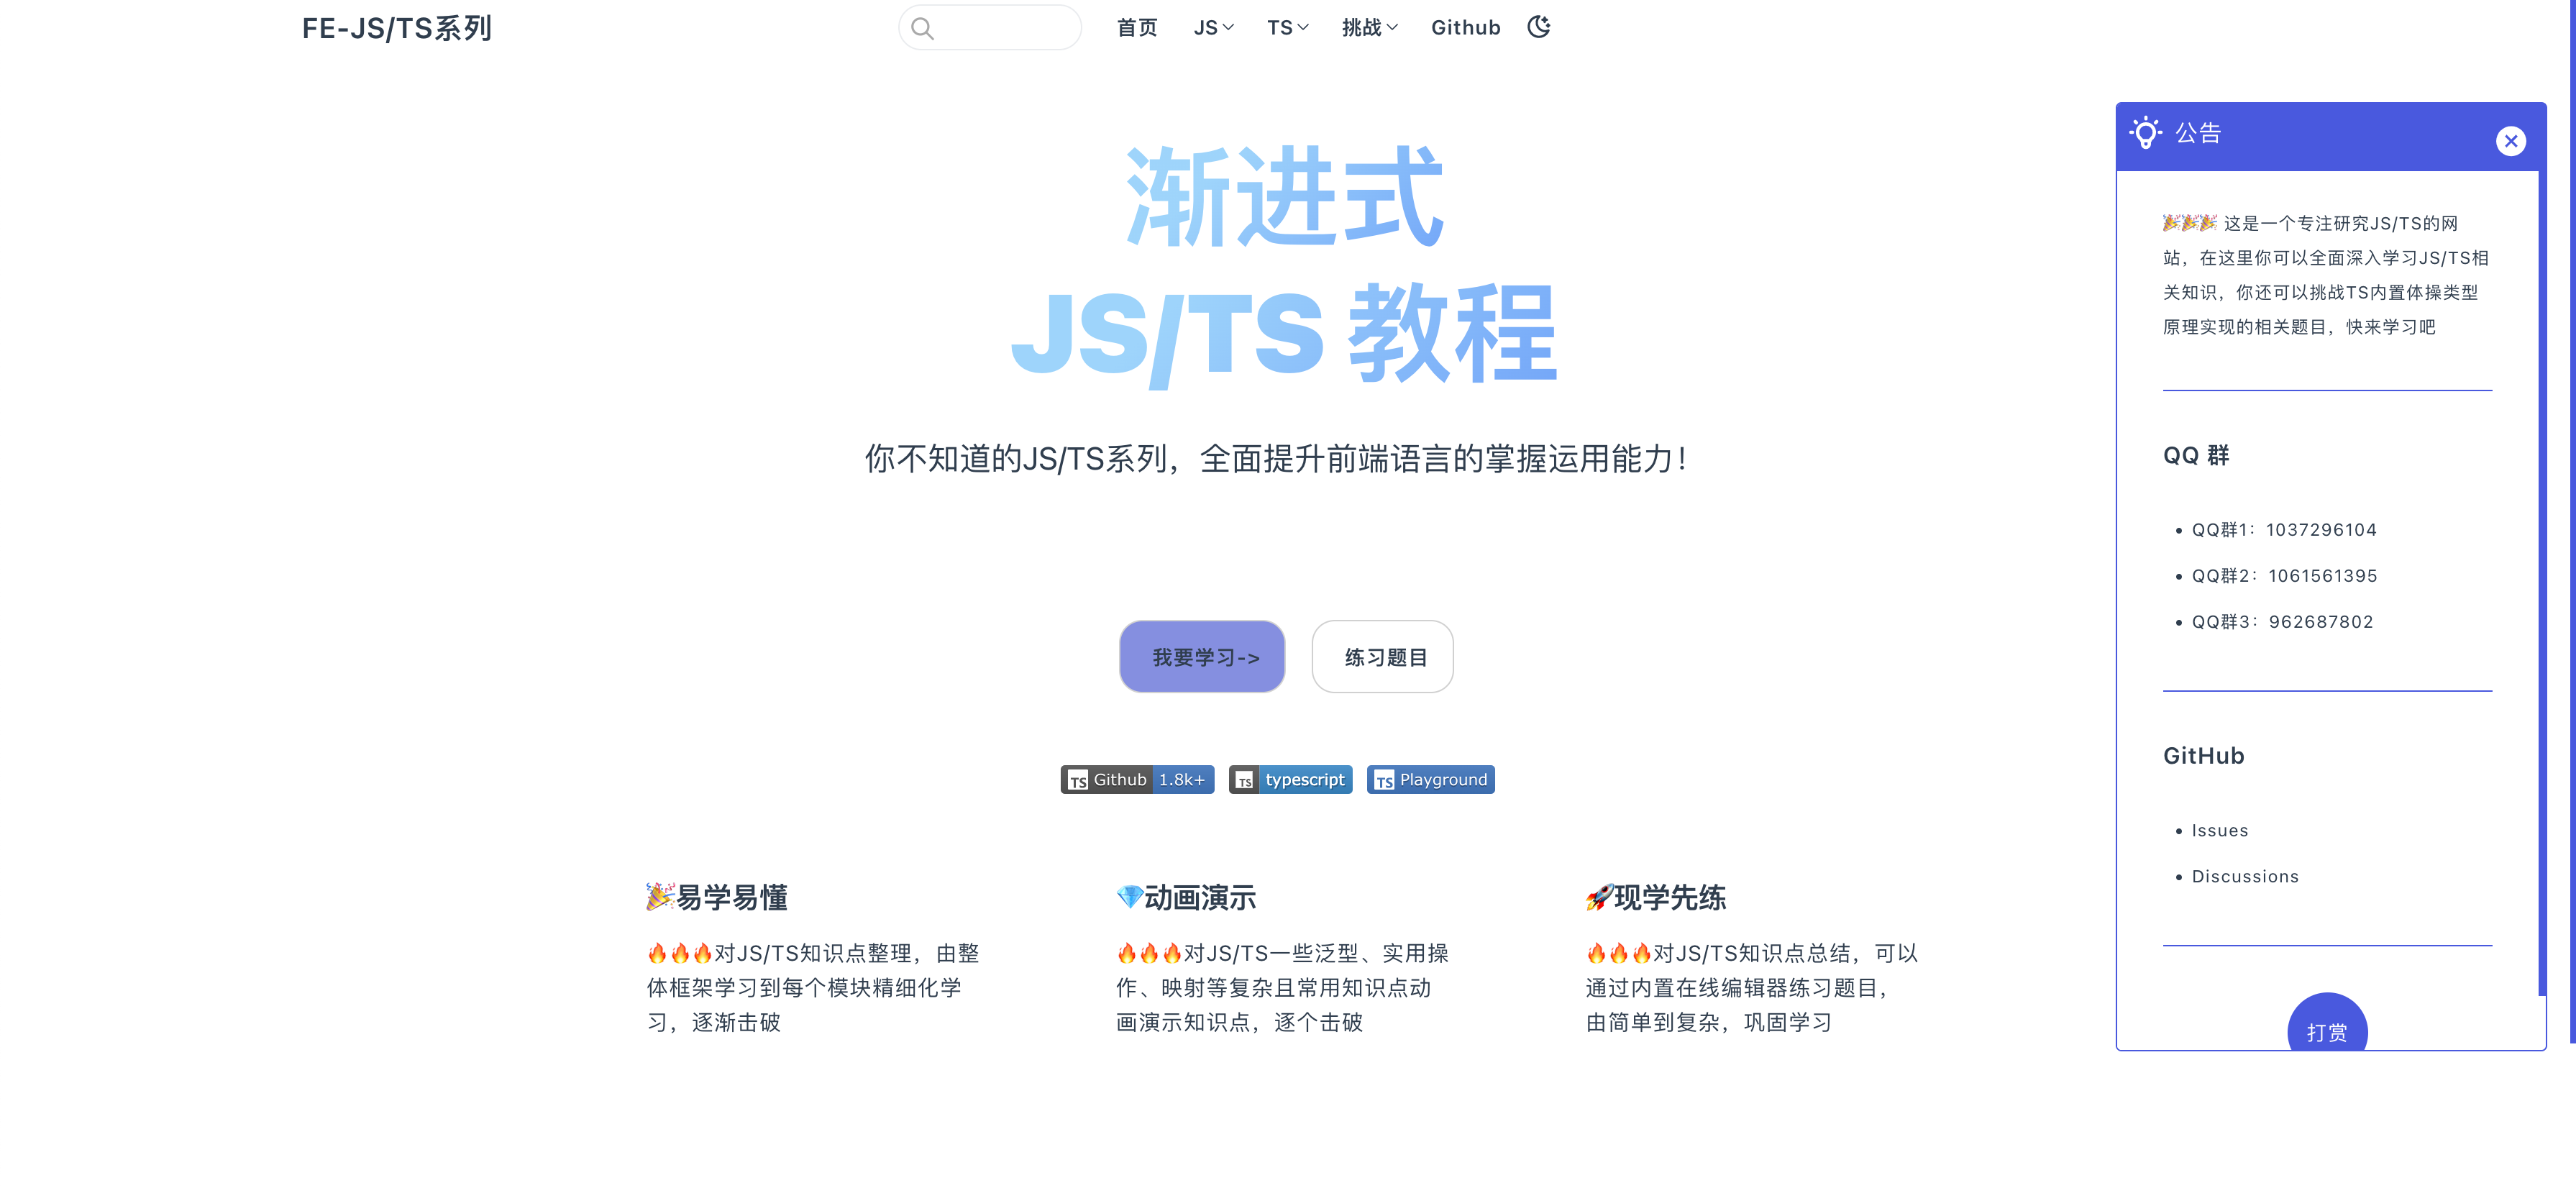 FE-JS/TS系列
首页 JS TS 挑战 Github
渐进式
JS/TS 教程
你不知道的JS/TS系列，全面提升前端语言的掌握运用能力！
我要学习-> 练习题目
TS Github 1.8k+ TS typescript TS Playground
🎉易学易懂
🔥🔥🔥对JS/TS知识点整理，由整
体框架学习到每个模块精细化学
习，逐渐击破
💎动画演示
🔥🔥🔥对JS/TS一些泛型、实用操
作、映射等复杂且常用知识点动
画演示知识点，逐个击破
🚀现学先练
🔥🔥🔥对JS/TS知识点总结，可以
通过内置在线编辑器练习题目，
由简单到复杂，巩固学习
公告
🎉🎉🎉 这是一个专注研究JS/TS的网
站，在这里你可以全面深入学习JS/TS相
关知识，你还可以挑战TS内置体操类型
原理实现的相关题目，快来学习吧
QQ 群
QQ群1：1037296104
QQ群2：1061561395
QQ群3：962687802
GitHub
Issues
Discussions
打赏